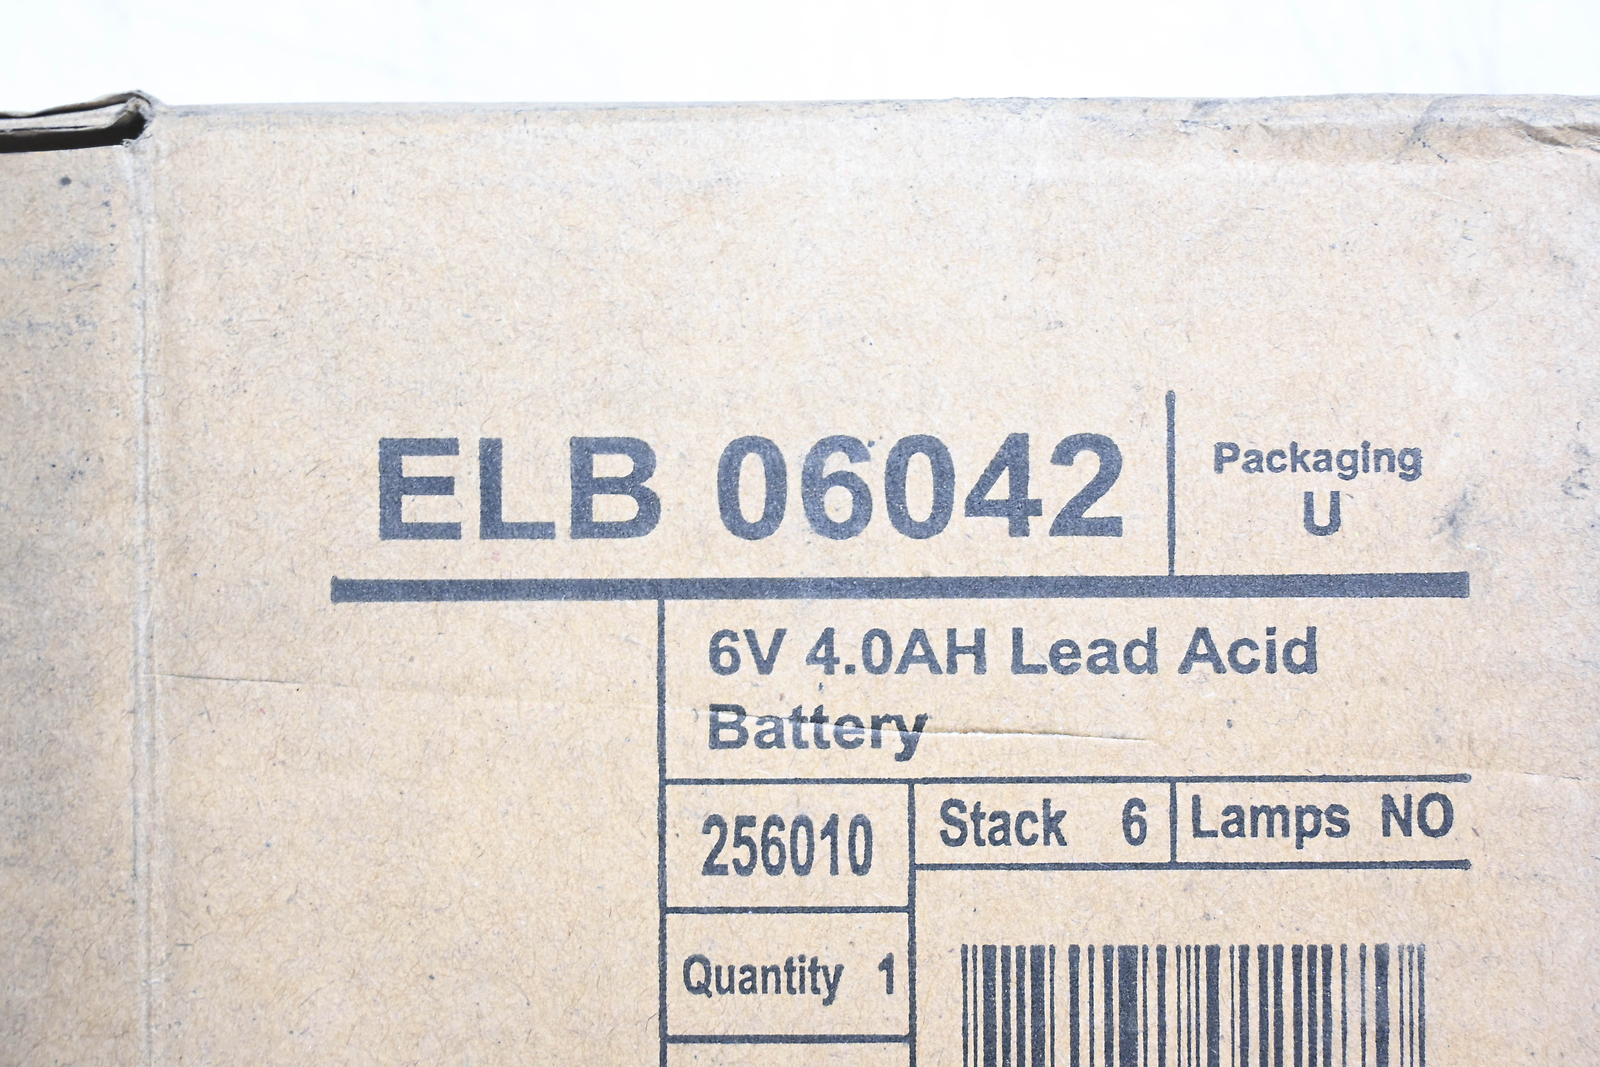 ELB 06042
Packaging
U
6V 4.0AH Lead Acid
Battery
256010
Stack 6
Lamps NO
Quantity 1